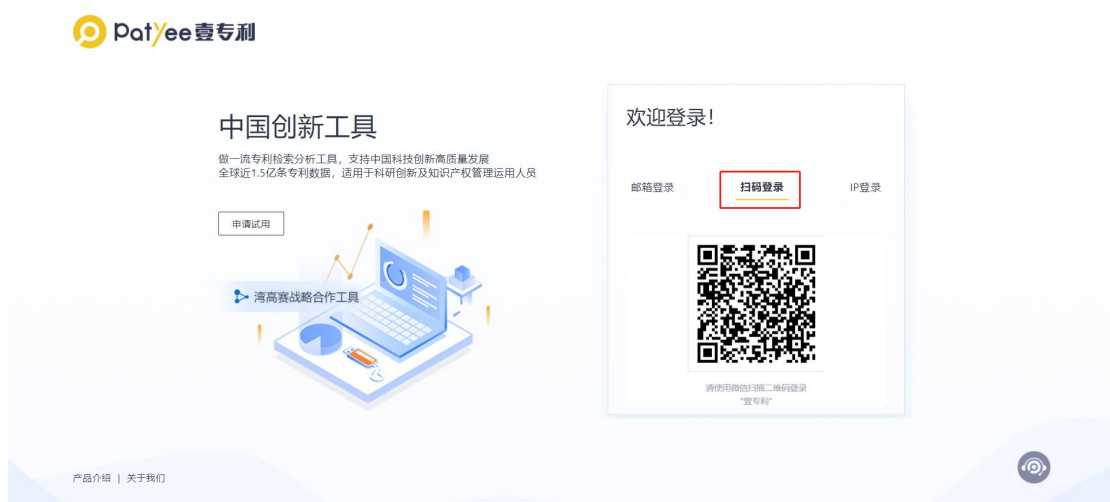 Patyee壹专利
中国创新工具
做一流专利检索分析工具，支持中国科技创新高质量发展
全球近1.5亿条专利数据，适用于科研创新及知识产权管理运用人员
申请试用
湾高赛战略合作工具
欢迎登录！
邮箱登录 扫码登录 IP登录
请使用微信扫描二维码登录
"壹专利"
产品介绍 | 关于我们